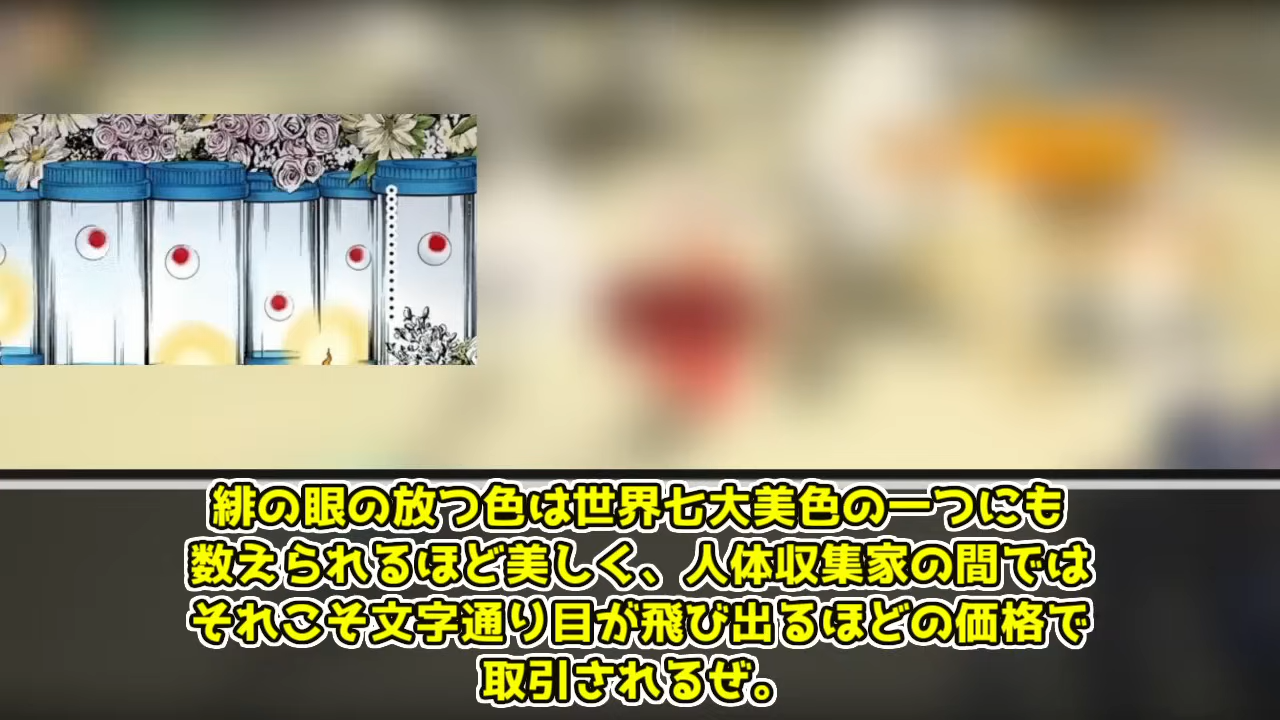 緋の眼の放つ色は世界七大美色の一つにも
数えられるほど美しく、人体収集家の間では
それこそ文字通り目が飛び出るほどの価格で
取引されるぜ。